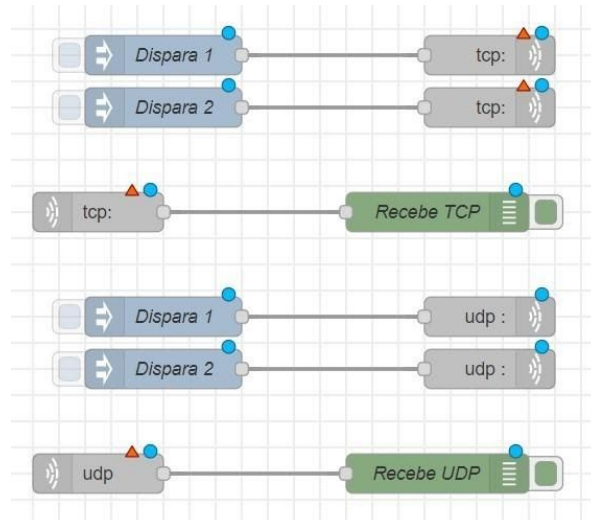 Dispara 1 tcp:
Dispara 2 tcp:
tcp: Recebe TCP
Dispara 1 udp :
Dispara 2 udp :
udp Recebe UDP